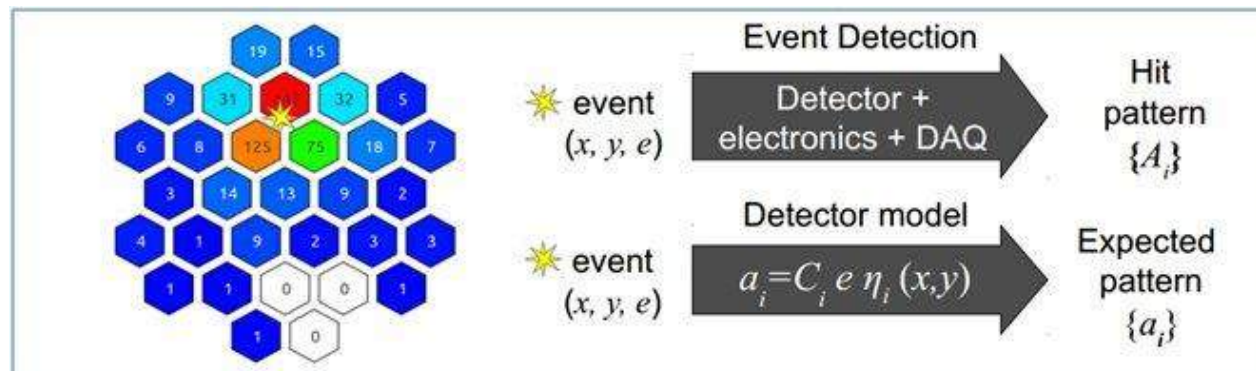 19 15
9 31 32 5
6 8 125 75 18 7
3 14 13 9 2
4 1 9 2 3 3
1 1 0 0 1
1 0
Event Detection
event
(x, y, e)
Detector +
electronics + DAQ
Hit
pattern
{A_i}
Detector model
event
(x, y, e)
a_i=C_i e η_i (x,y)
Expected
pattern
{a_i}